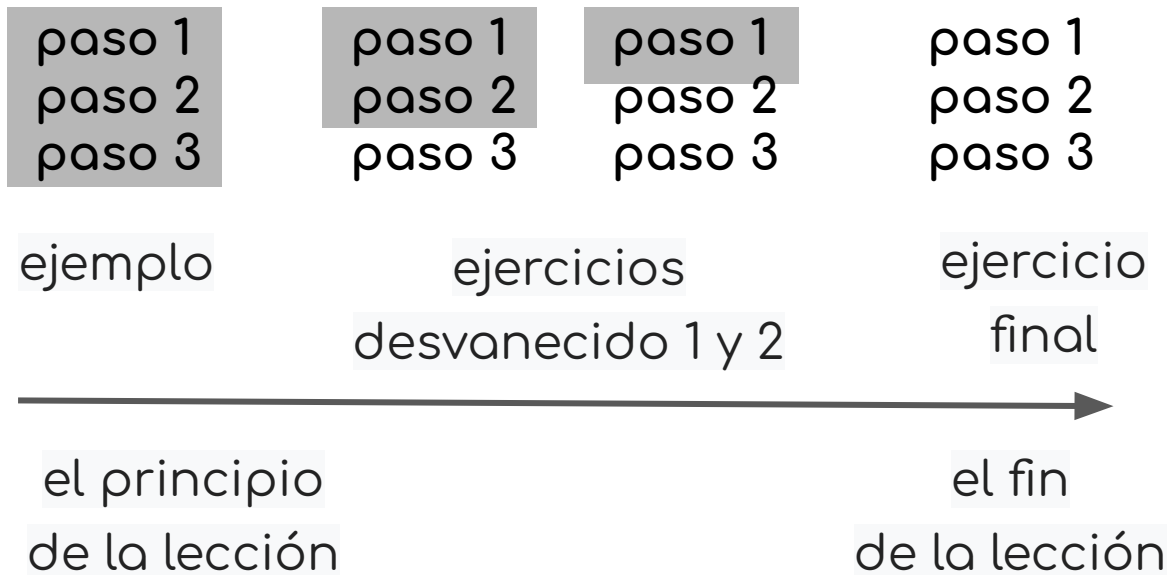 paso 1
paso 2
paso 3
paso 1
paso 2
paso 3
paso 1
paso 2
paso 3
paso 1
paso 2
paso 3
ejemplo
ejercicios
desvanecido 1 y 2
ejercicio
final
el principio
de la lección
el fin
de la lección